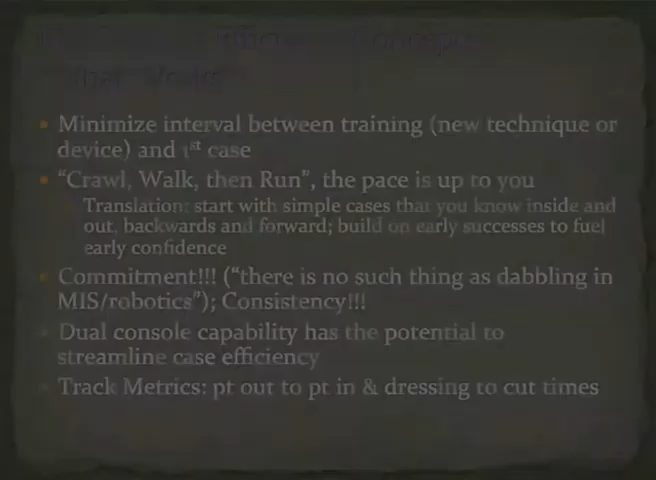 Minimize interval between training (new technique or
device) and 1st case
"Crawl, Walk, then Run", the pace is up to you
Translation: start with simple cases that you know inside and
out, backwards and forward; build on early successes to fuel
early confidence
Commitment!!! ("there is no such thing as dabbling in
MIS/robotics"); Consistency!!!
Dual console capability has the potential to
streamline case efficiency
Track Metrics: pt out to pt in & dressing to cut times